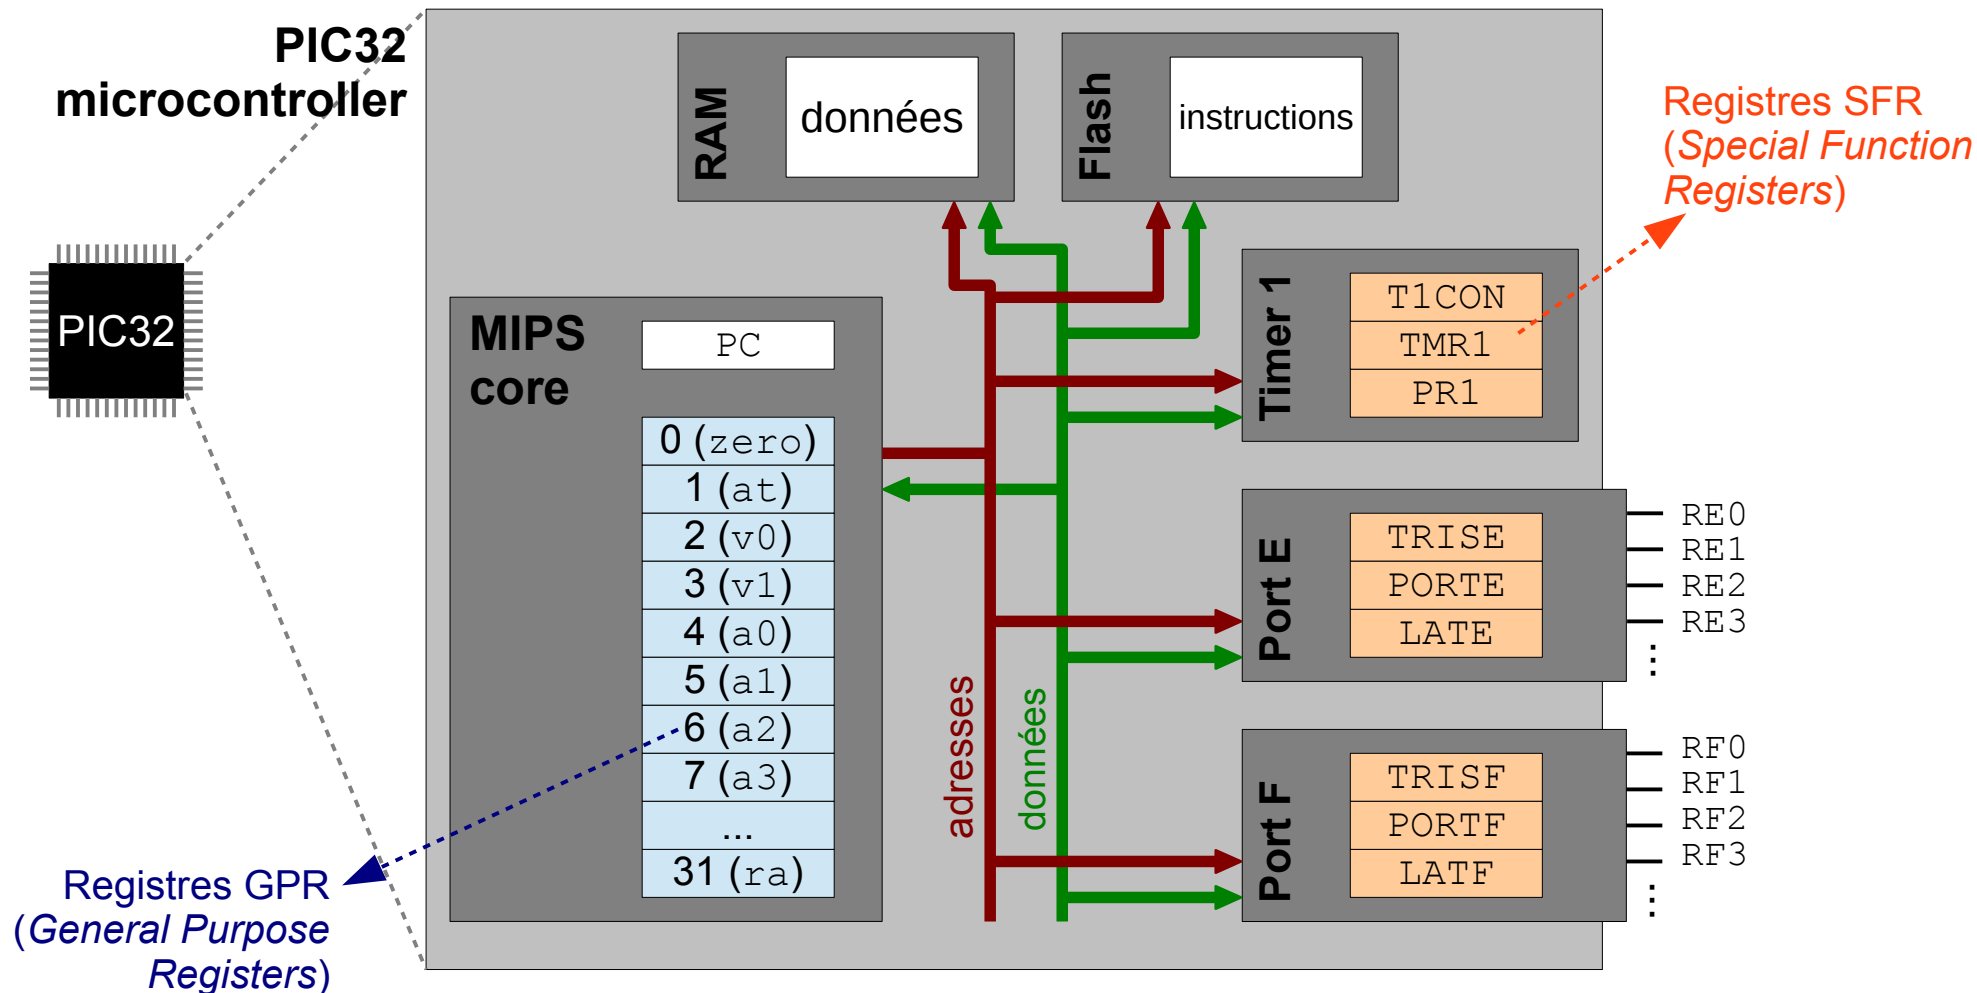 PIC32
microcontroller
PIC32
RAM
données
Flash
instructions
Registres SFR
(Special Function
Registers)
MIPS
core
PC
0 (zero)
1 (at)
2 (v0)
3 (v1)
4 (a0)
5 (a1)
6 (a2)
7 (a3)
...
31 (ra)
Registres GPR
(General Purpose
Registers)
adresses
données
Timer 1
T1CON
TMR1
PR1
Port E
TRISE
PORTE
LATE
RE0
RE1
RE2
RE3
...
Port F
TRISF
PORTF
LATF
RF0
RF1
RF2
RF3
...